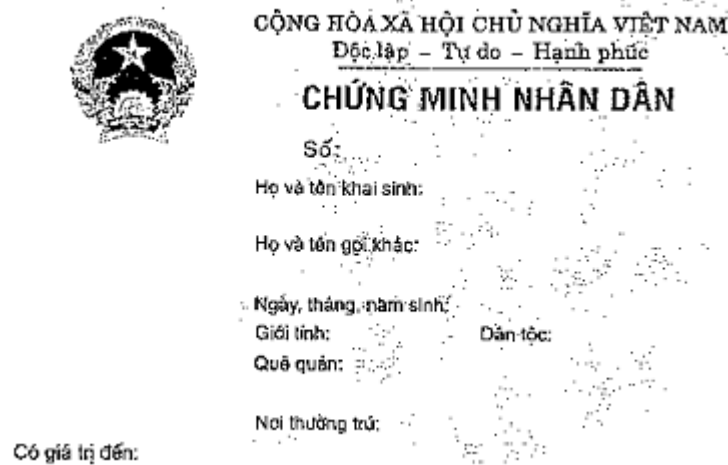 CỘNG HÒA XÃ HỘI CHỦ NGHĨA VIỆT NAM
Độc lập – Tự do – Hạnh phúc
CHỨNG MINH NHÂN DÂN
Số:
Họ và tên khai sinh:
Họ và tên gọi khác:
Ngày, tháng, năm sinh:
Giới tính: Dân tộc:
Quê quán:
Nơi thường trú:
Có giá trị đến: